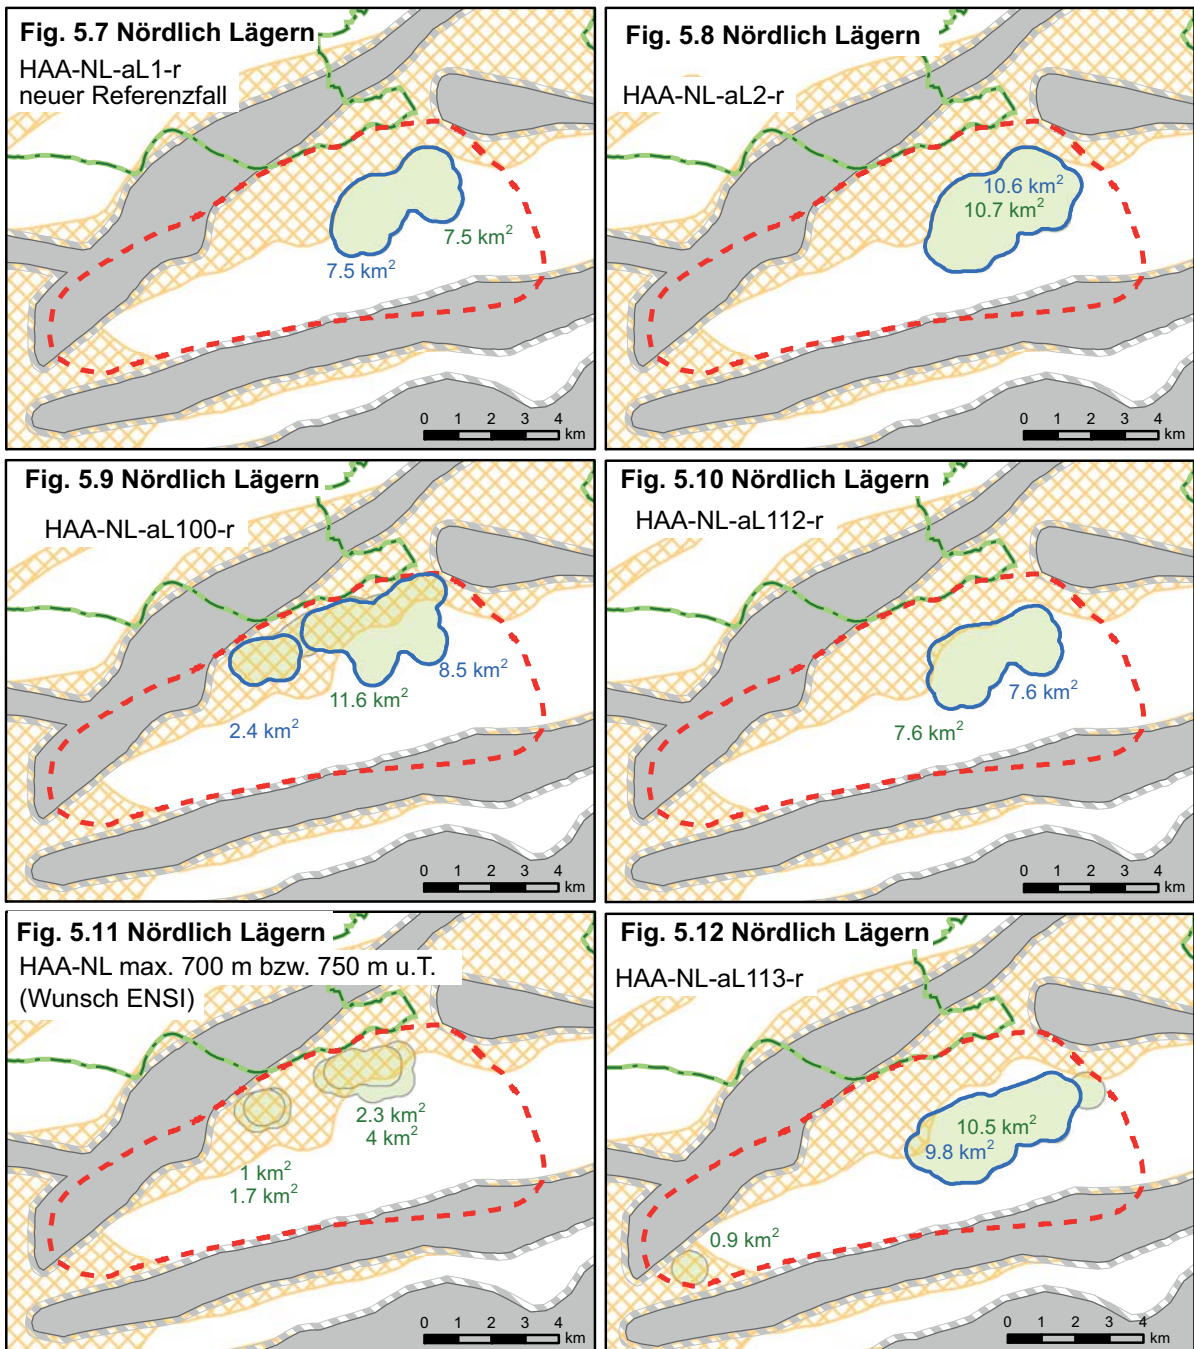 Fig. 5.7 Nördlich Lägern
HAA-NL-aL1-r
neuer Referenzfall
7.5 km²
7.5 km²
0 1 2 3 4
km
Fig. 5.8 Nördlich Lägern
HAA-NL-aL2-r
10.6 km²
10.7 km²
0 1 2 3 4
km
Fig. 5.9 Nördlich Lägern
HAA-NL-aL100-r
8.5 km²
11.6 km²
2.4 km²
0 1 2 3 4
km
Fig. 5.10 Nördlich Lägern
HAA-NL-aL112-r
7.6 km²
7.6 km²
0 1 2 3 4
km
Fig. 5.11 Nördlich Lägern
HAA-NL max. 700 m bzw. 750 m u.T.
(Wunsch ENSI)
2.3 km²
4 km²
1 km²
1.7 km²
0 1 2 3 4
km
Fig. 5.12 Nördlich Lägern
HAA-NL-aL113-r
10.5 km²
9.8 km²
0.9 km²
0 1 2 3 4
km